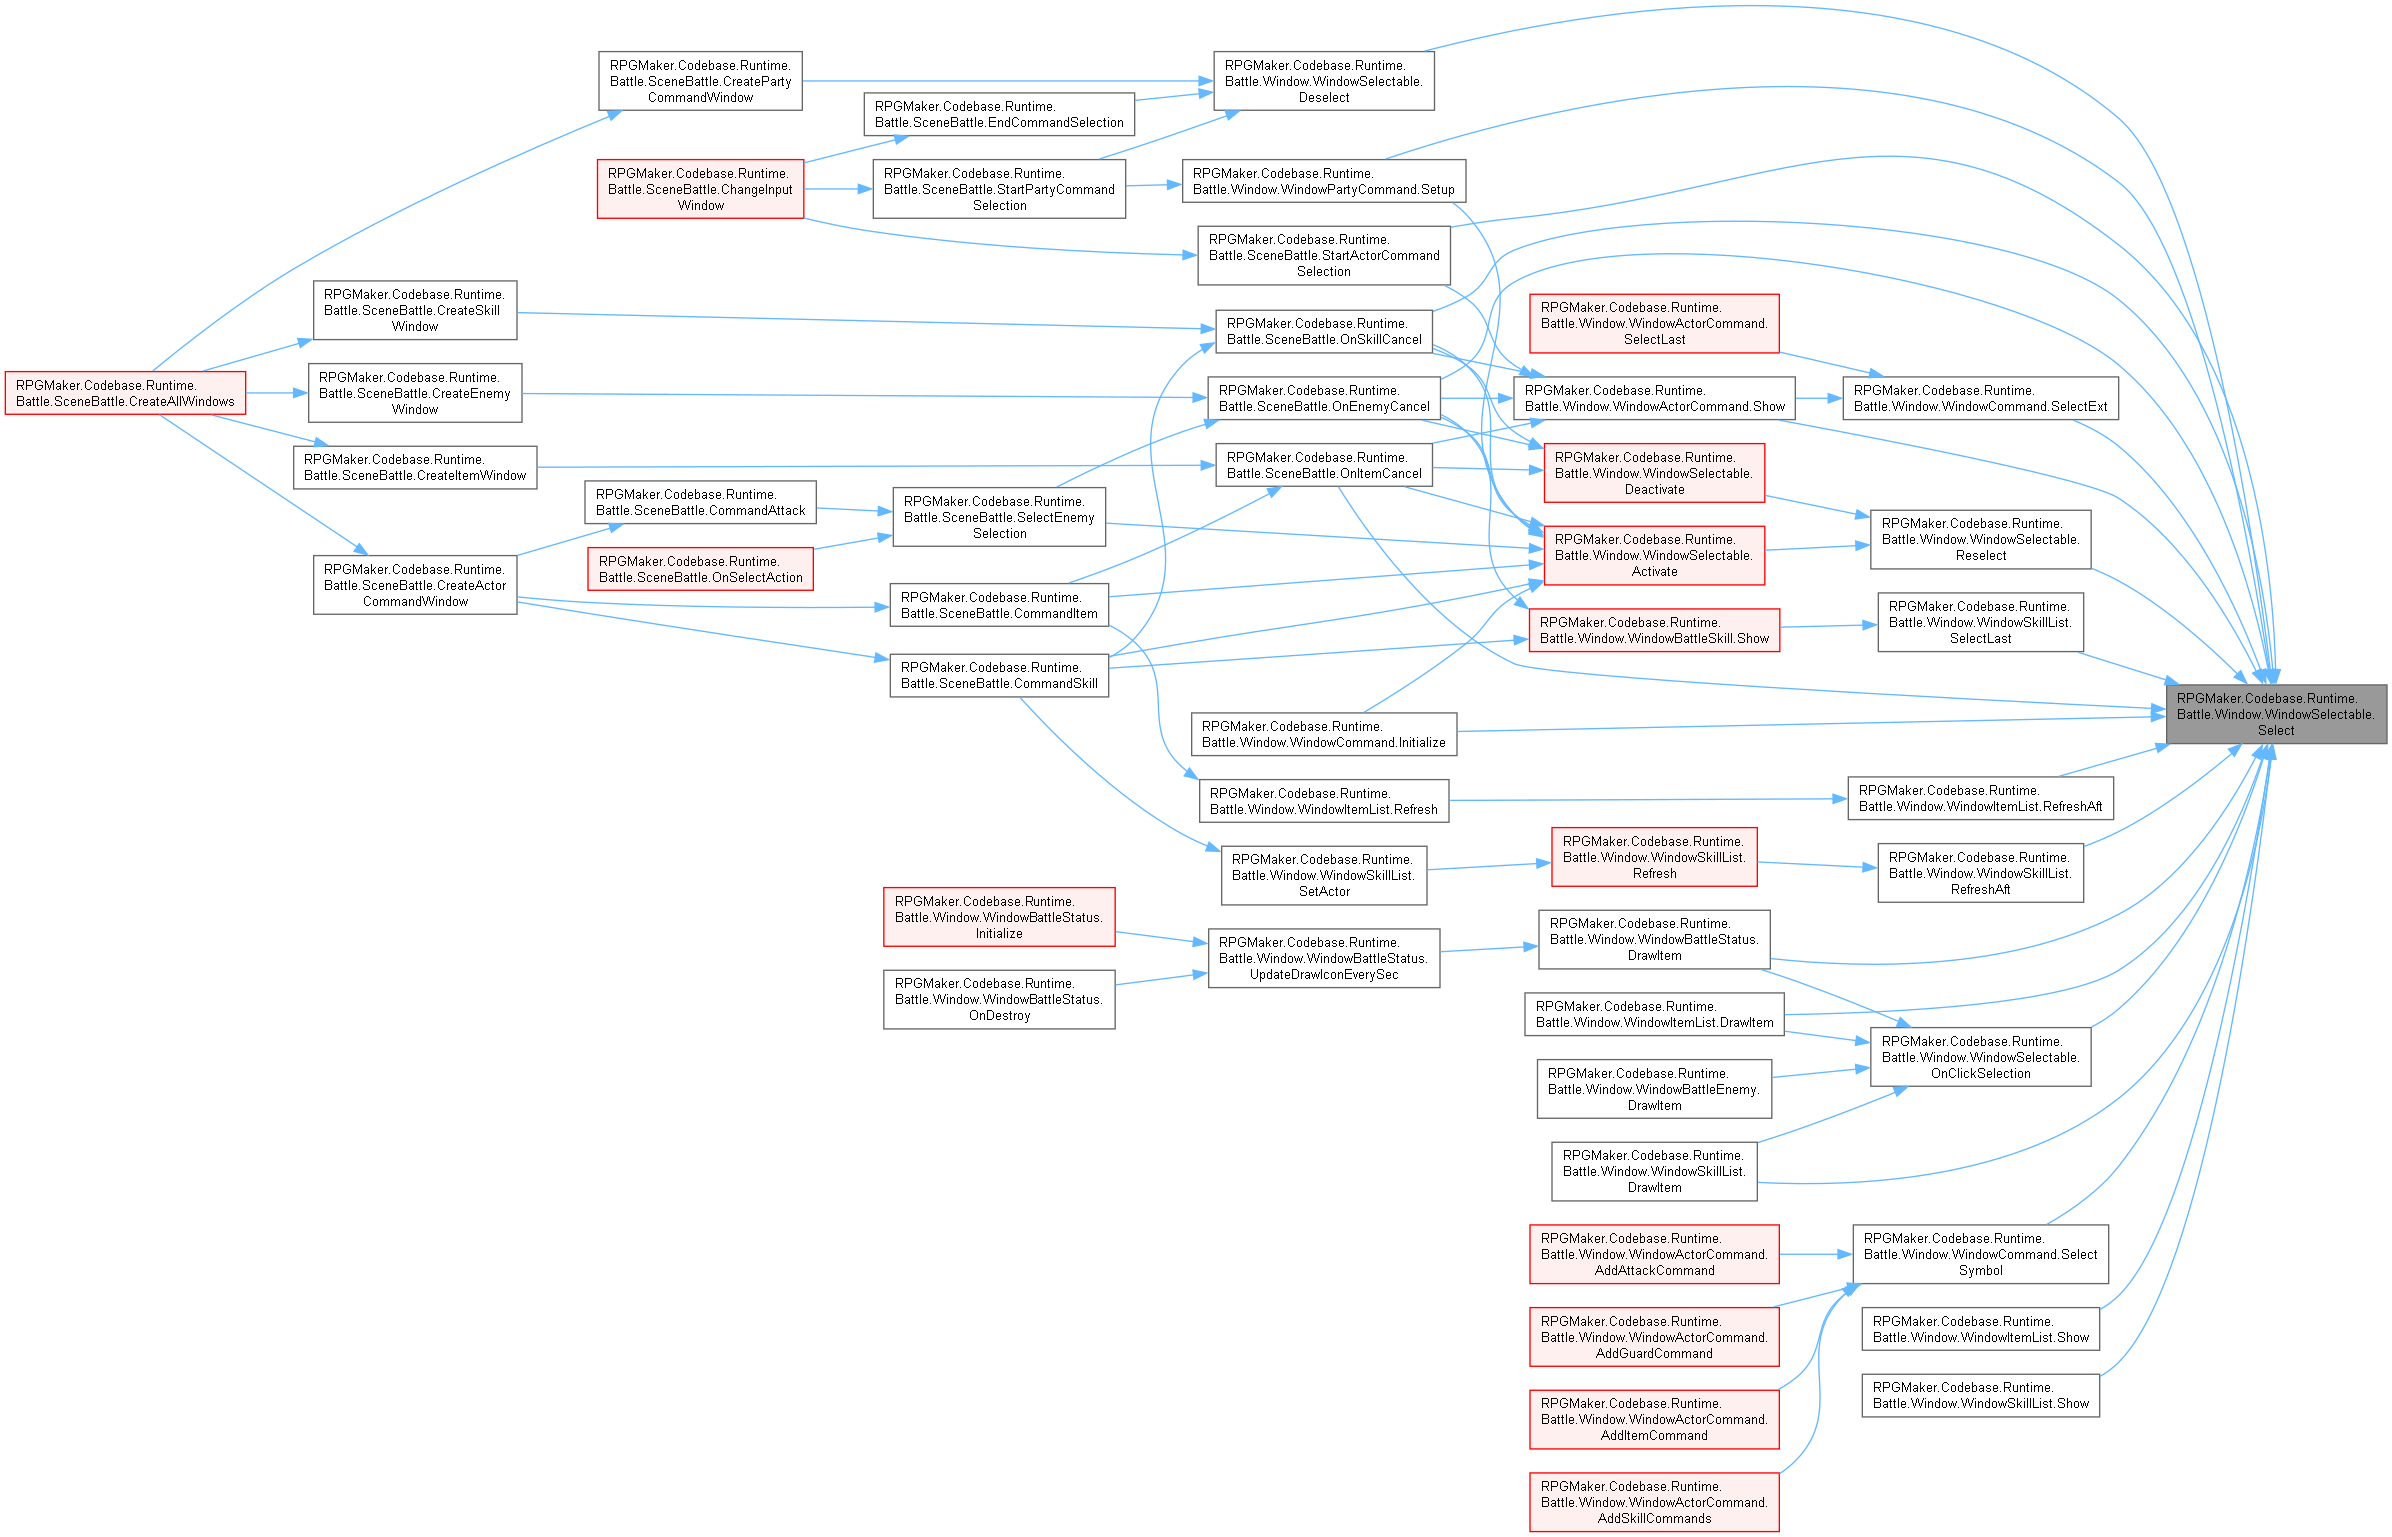 RPGMaker.Codebase.Runtime.
Battle.SceneBattle.CreateParty
CommandWindow
RPGMaker.Codebase.Runtime.
Battle.Window.WindowSelectable.
Deselect
RPGMaker.Codebase.Runtime.
Battle.SceneBattle.EndCommandSelection
RPGMaker.Codebase.Runtime.
Battle.SceneBattle.ChangeInput
Window
RPGMaker.Codebase.Runtime.
Battle.SceneBattle.StartPartyCommand
Selection
RPGMaker.Codebase.Runtime.
Battle.Window.WindowPartyCommand.Setup
RPGMaker.Codebase.Runtime.
Battle.SceneBattle.StartActorCommand
Selection
RPGMaker.Codebase.Runtime.
Battle.SceneBattle.CreateSkill
Window
RPGMaker.Codebase.Runtime.
Battle.SceneBattle.OnSkillCancel
RPGMaker.Codebase.Runtime.
Battle.Window.WindowActorCommand.
SelectLast
RPGMaker.Codebase.Runtime.
Battle.SceneBattle.CreateAllWindows
RPGMaker.Codebase.Runtime.
Battle.SceneBattle.CreateEnemy
Window
RPGMaker.Codebase.Runtime.
Battle.SceneBattle.OnEnemyCancel
RPGMaker.Codebase.Runtime.
Battle.Window.WindowActorCommand.Show
RPGMaker.Codebase.Runtime.
Battle.Window.WindowCommand.SelectExt
RPGMaker.Codebase.Runtime.
Battle.SceneBattle.CreateItemWindow
RPGMaker.Codebase.Runtime.
Battle.SceneBattle.OnItemCancel
RPGMaker.Codebase.Runtime.
Battle.Window.WindowSelectable.
Deactivate
RPGMaker.Codebase.Runtime.
Battle.SceneBattle.CommandAttack
RPGMaker.Codebase.Runtime.
Battle.SceneBattle.SelectEnemy
Selection
RPGMaker.Codebase.Runtime.
Battle.SceneBattle.OnSelectAction
RPGMaker.Codebase.Runtime.
Battle.Window.WindowSelectable.
Activate
RPGMaker.Codebase.Runtime.
Battle.Window.WindowSelectable.
Reselect
RPGMaker.Codebase.Runtime.
Battle.SceneBattle.CreateActor
CommandWindow
RPGMaker.Codebase.Runtime.
Battle.SceneBattle.CommandItem
RPGMaker.Codebase.Runtime.
Battle.Window.WindowBattleSkill.Show
RPGMaker.Codebase.Runtime.
Battle.Window.WindowSkillList.
SelectLast
RPGMaker.Codebase.Runtime.
Battle.SceneBattle.CommandSkill
RPGMaker.Codebase.Runtime.
Battle.Window.WindowSelectable.
Select
RPGMaker.Codebase.Runtime.
Battle.Window.WindowCommand.Initialize
RPGMaker.Codebase.Runtime.
Battle.Window.WindowItemList.Refresh
RPGMaker.Codebase.Runtime.
Battle.Window.WindowItemList.RefreshAft
RPGMaker.Codebase.Runtime.
Battle.Window.WindowSkillList.
SetActor
RPGMaker.Codebase.Runtime.
Battle.Window.WindowSkillList.
Refresh
RPGMaker.Codebase.Runtime.
Battle.Window.WindowSkillList.
RefreshAft
RPGMaker.Codebase.Runtime.
Battle.Window.WindowBattleStatus.
Initialize
RPGMaker.Codebase.Runtime.
Battle.Window.WindowBattleStatus.
UpdateDrawIconEverySec
RPGMaker.Codebase.Runtime.
Battle.Window.WindowBattleStatus.
DrawItem
RPGMaker.Codebase.Runtime.
Battle.Window.WindowBattleStatus.
OnDestroy
RPGMaker.Codebase.Runtime.
Battle.Window.WindowItemList.DrawItem
RPGMaker.Codebase.Runtime.
Battle.Window.WindowSelectable.
OnClickSelection
RPGMaker.Codebase.Runtime.
Battle.Window.WindowBattleEnemy.
DrawItem
RPGMaker.Codebase.Runtime.
Battle.Window.WindowSkillList.
DrawItem
RPGMaker.Codebase.Runtime.
Battle.Window.WindowActorCommand.
AddAttackCommand
RPGMaker.Codebase.Runtime.
Battle.Window.WindowCommand.Select
Symbol
RPGMaker.Codebase.Runtime.
Battle.Window.WindowActorCommand.
AddGuardCommand
RPGMaker.Codebase.Runtime.
Battle.Window.WindowItemList.Show
RPGMaker.Codebase.Runtime.
Battle.Window.WindowActorCommand.
AddItemCommand
RPGMaker.Codebase.Runtime.
Battle.Window.WindowSkillList.Show
RPGMaker.Codebase.Runtime.
Battle.Window.WindowActorCommand.
AddSkillCommands